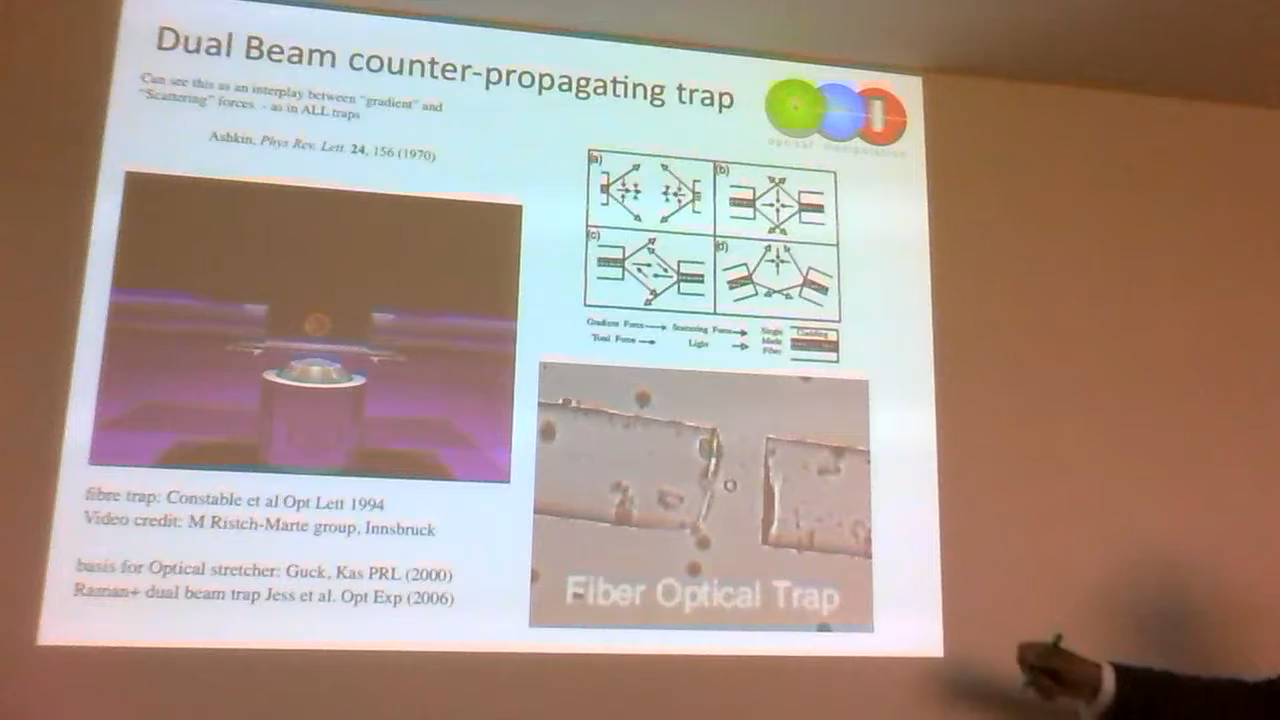 Dual Beam counter-propagating trap
Can see this as an interplay between "gradient" and
"Scattering" forces - as in ALL traps
Ashkin, Phys Rev. Lett. 24, 156 (1970)
optical manipulation
(a)
(b)
(c)
(d)
Gradient Force Scattering Force Single Cladding
Total Force Light Mode
Fiber
fibre trap: Constable et al Opt Lett 1994
Video credit: M Ristch-Marte group, Innsbruck
basis for Optical stretcher: Guck, Kas PRL (2000)
Raman+ dual beam trap Jess et al. Opt Exp (2006)
Fiber Optical Trap